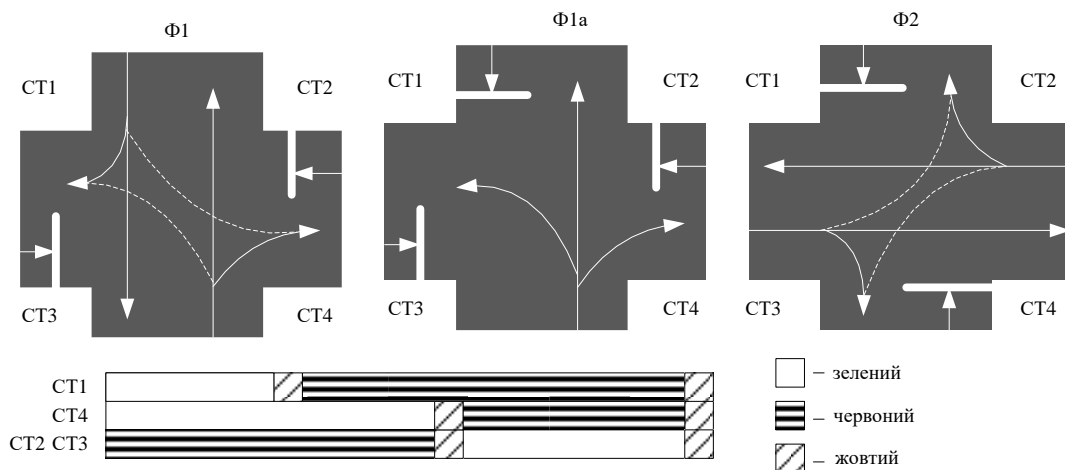 Ф1
Ф1а
Ф2
СТ1
СТ2
СТ1
СТ2
СТ1
СТ2
СТ3
СТ4
СТ3
СТ4
СТ3
СТ4
СТ1
– зелений
СТ4
– червоний
СТ2 СТ3
– жовтий